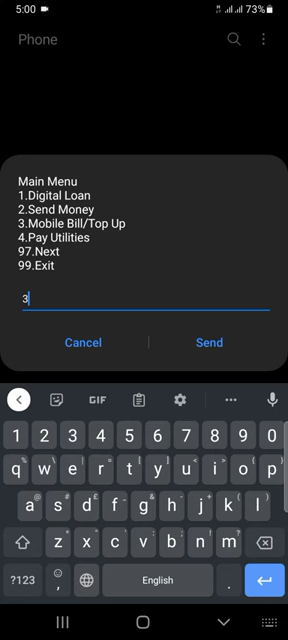 5:00 73%
Phone
Main Menu
1.Digital Loan
2.Send Money
3.Mobile Bill/Top Up
4.Pay Utilities
97.Next
99.Exit
3
Cancel Send
GIF
1 2 3 4 5 6 7 8 9 0
q w e r t y u i o p
a s d f g h j k l
z x c v b n m
?123 , English .